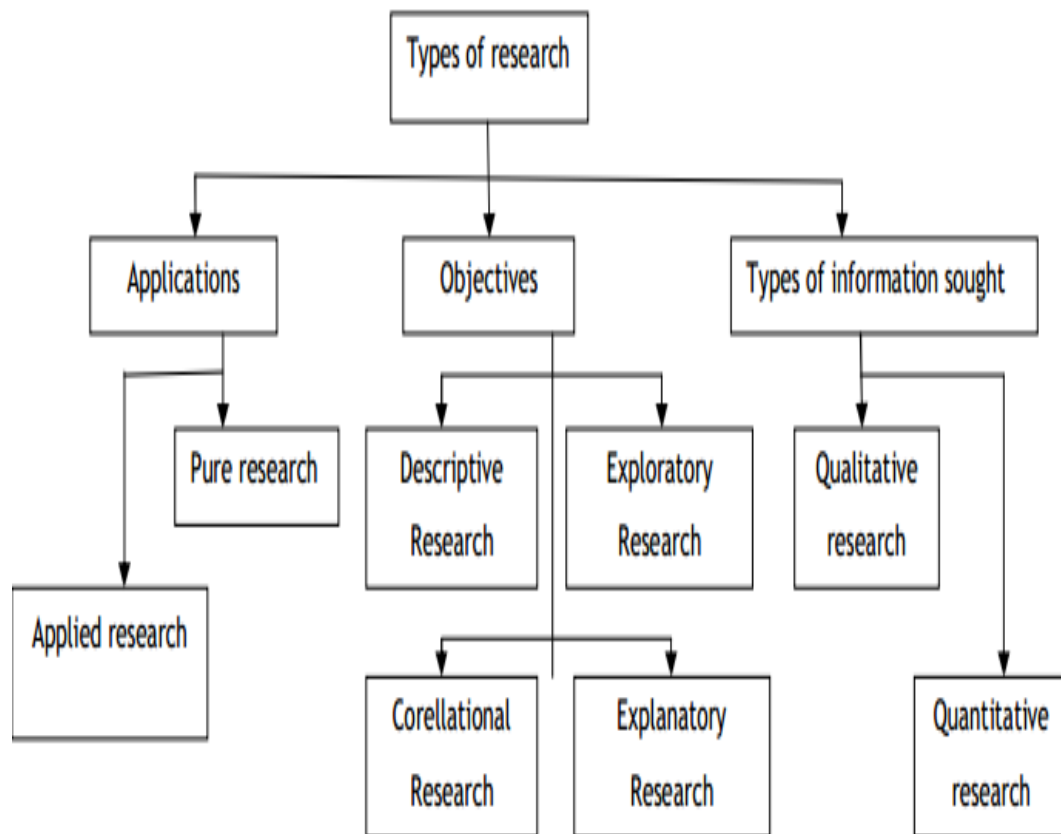 Types of research
Applications
Objectives
Types of information sought
Pure research
Descriptive
Research
Exploratory
Research
Qualitative
research
Applied research
Corellational
Research
Explanatory
Research
Quantitative
research